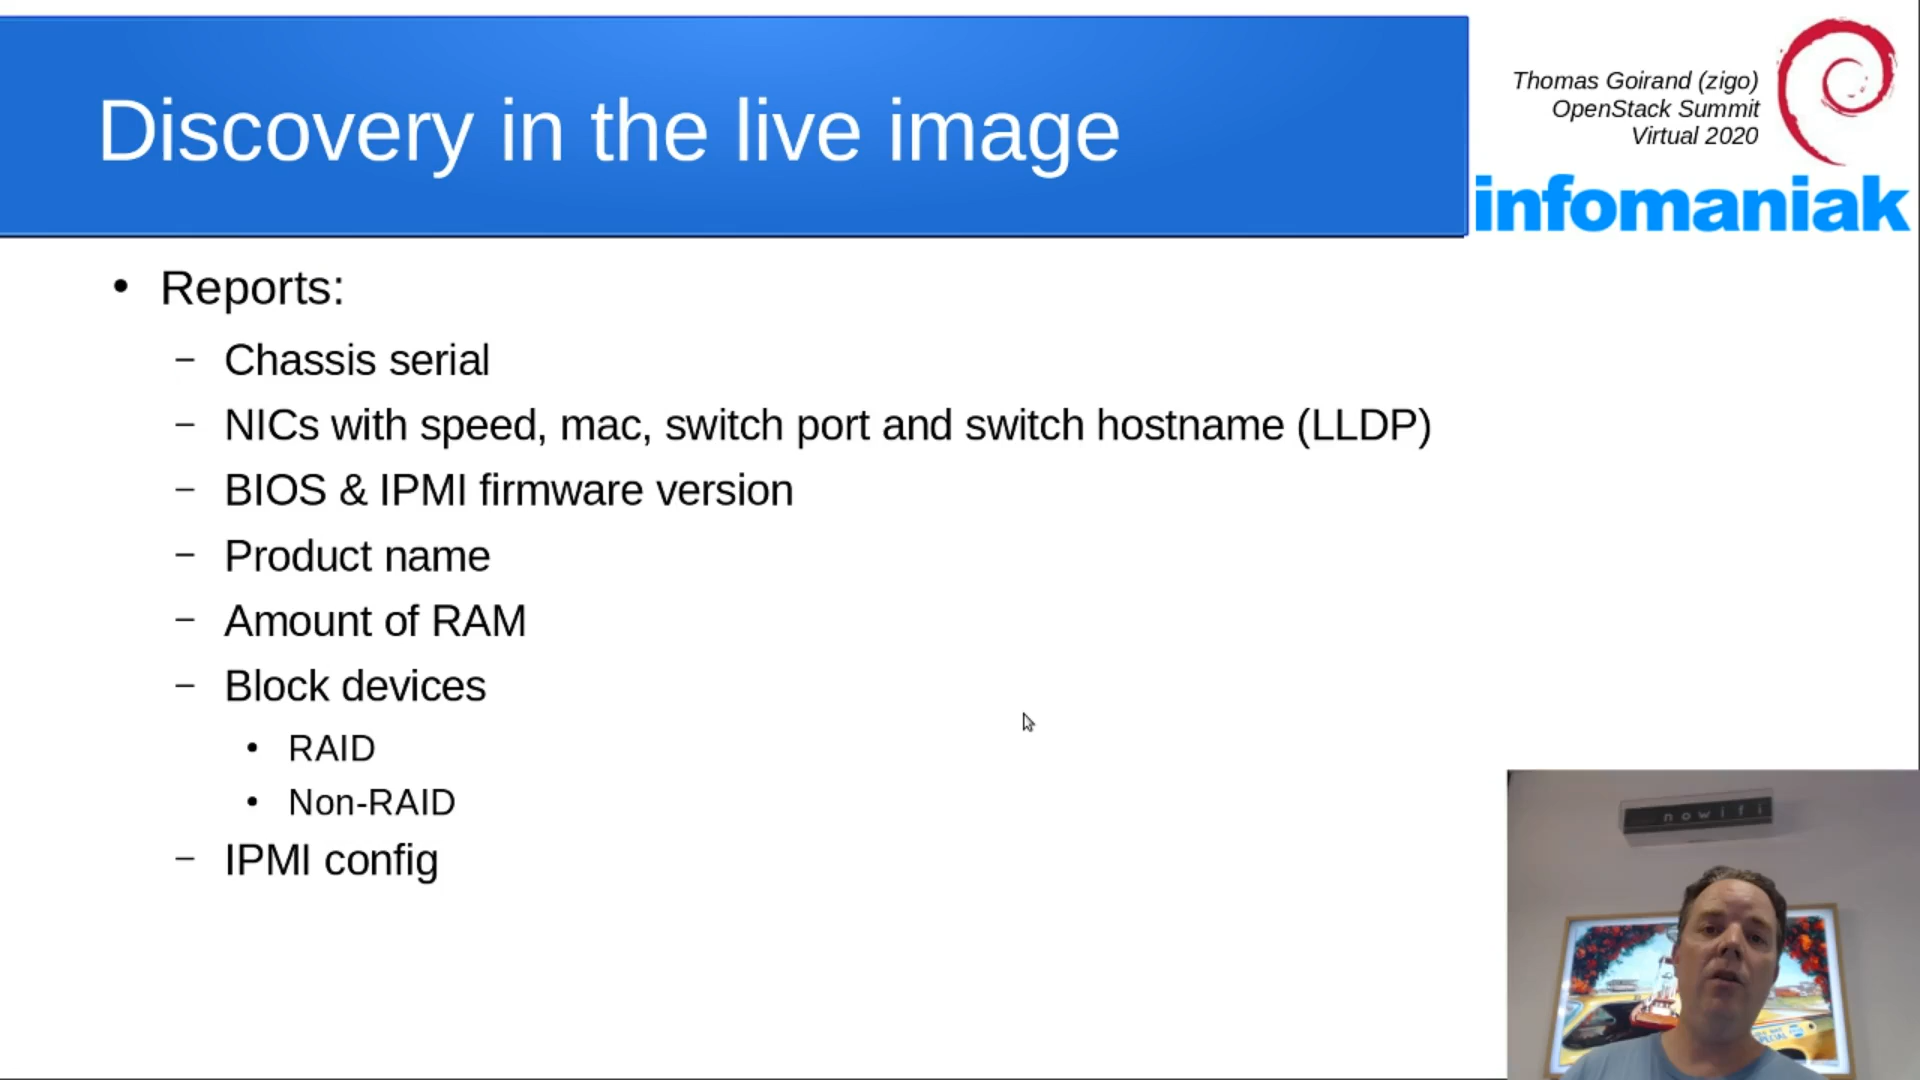 Discovery in the live image
Thomas Goirand (zigo)
OpenStack Summit
Virtual 2020
infomaniak
• Reports:
– Chassis serial
– NICs with speed, mac, switch port and switch hostname (LLDP)
– BIOS & IPMI firmware version
– Product name
– Amount of RAM
– Block devices
• RAID
• Non-RAID
– IPMI config
nowifi
SPECIAL